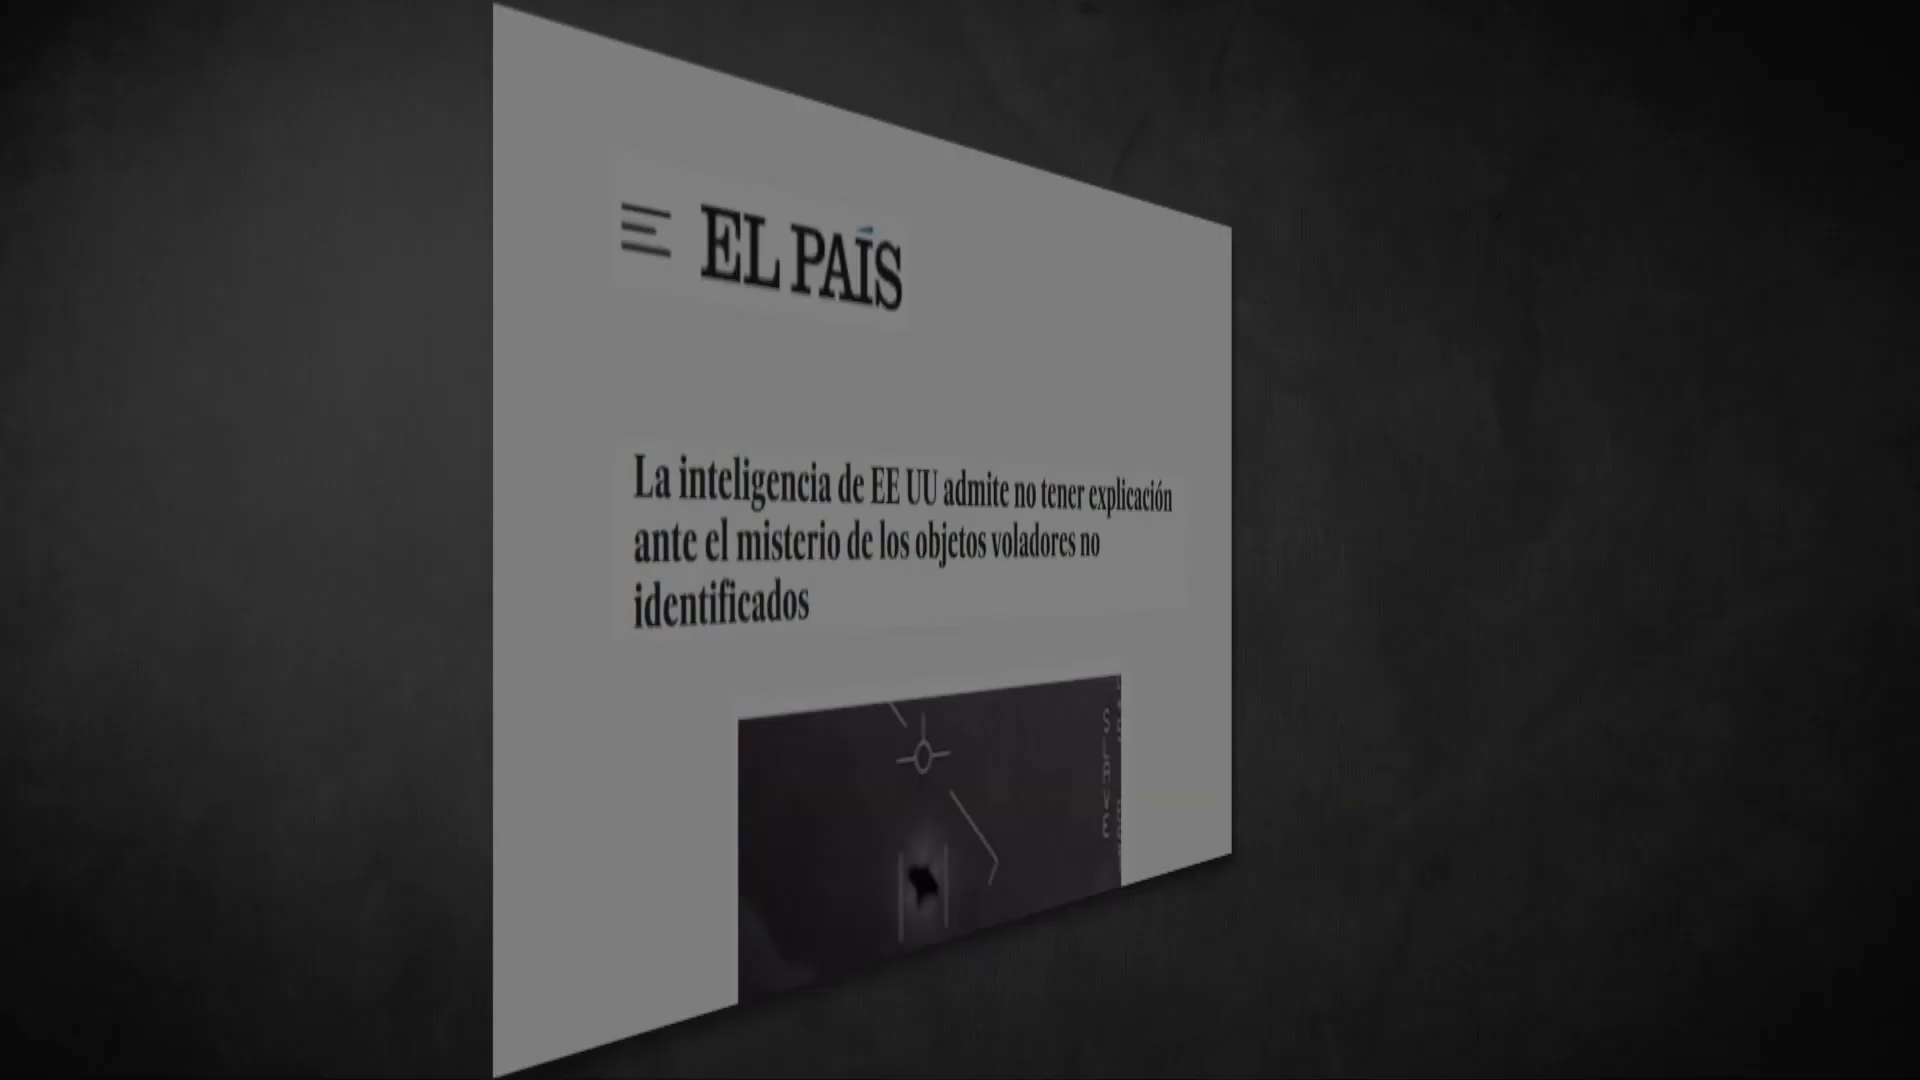 EL PAÍS
La inteligencia de EE UU admite no tener explicación
ante el misterio de los objetos voladores no
identificados